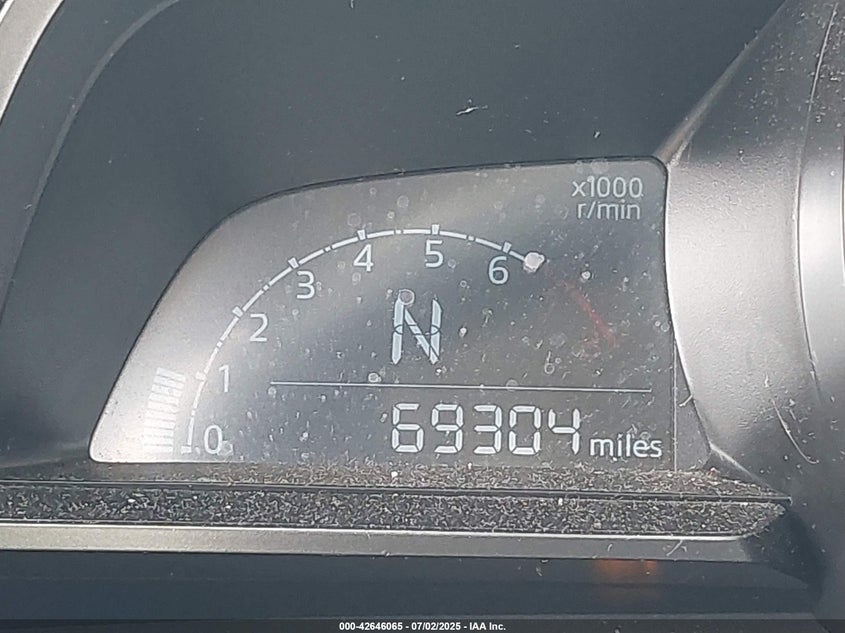 x1000
r/min
0 1 2 3 4 5 6
N
69304 miles
000-42646065 - 07/02/2025 - IAA Inc.